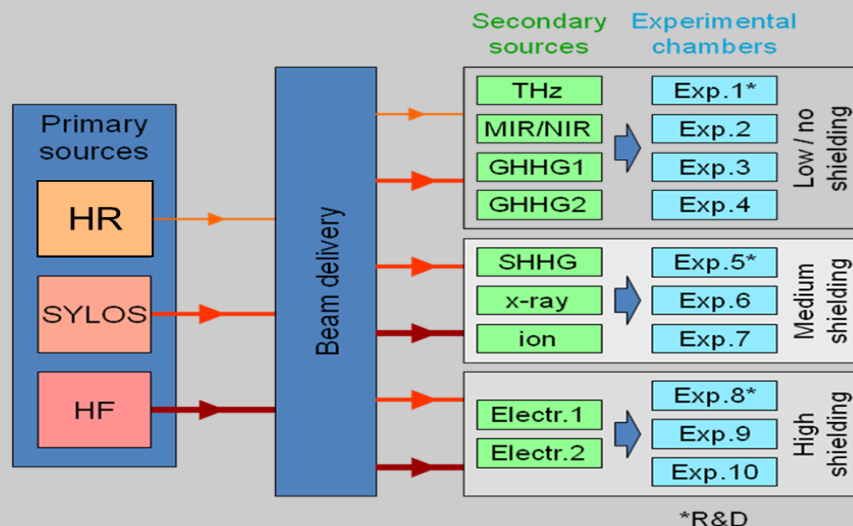 Secondary sources
Experimental chambers
Primary sources
HR
SYLOS
HF
Beam delivery
THz
MIR/NIR
GHHG1
GHHG2
Exp.1*
Exp.2
Exp.3
Exp.4
Low / no shielding
SHHG
x-ray
ion
Exp.5*
Exp.6
Exp.7
Medium shielding
Electr.1
Electr.2
Exp.8*
Exp.9
Exp.10
High shielding
*R&D